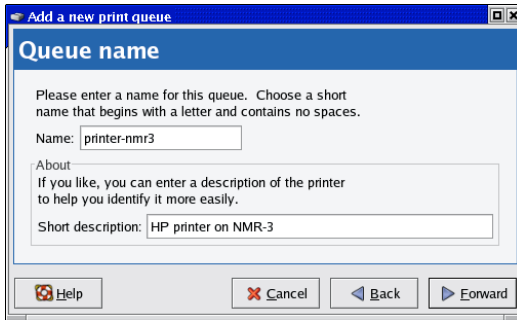 Add a new print queue
Queue name
Please enter a name for this queue. Choose a short
name that begins with a letter and contains no spaces.
Name: printer-nmr3
About
If you like, you can enter a description of the printer
to help you identify it more easily.
Short description: HP printer on NMR-3
Help Cancel Back Forward